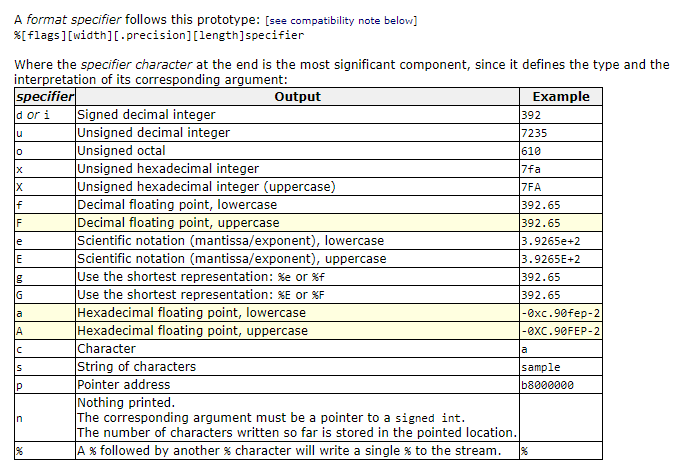 A format specifier follows this prototype: [see compatibility note below]
%[flags][width][.precision][length]specifier
Where the specifier character at the end is the most significant component, since it defines the type and the
interpretation of its corresponding argument:
specifier Output Example
d or i Signed decimal integer 392
u Unsigned decimal integer 7235
o Unsigned octal 610
x Unsigned hexadecimal integer 7fa
X Unsigned hexadecimal integer (uppercase) 7FA
f Decimal floating point, lowercase 392.65
F Decimal floating point, uppercase 392.65
e Scientific notation (mantissa/exponent), lowercase 3.9265e+2
E Scientific notation (mantissa/exponent), uppercase 3.9265E+2
g Use the shortest representation: %e or %f 392.65
G Use the shortest representation: %E or %F 392.65
a Hexadecimal floating point, lowercase -0xc.90fep-2
A Hexadecimal floating point, uppercase -0XC.90FEP-2
c Character a
s String of characters sample
p Pointer address b8000000
Nothing printed.
n The corresponding argument must be a pointer to a signed int.
The number of characters written so far is stored in the pointed location.
% A % followed by another % character will write a single % to the stream. %